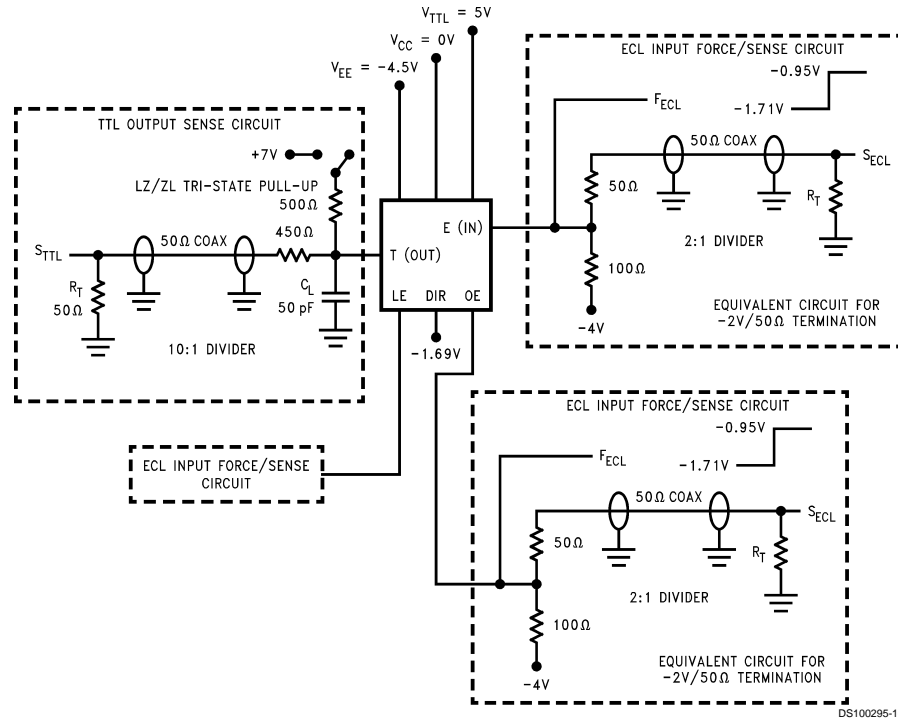 V_TTL = 5V
V_CC = 0V
V_EE = -4.5V
TTL OUTPUT SENSE CIRCUIT
+7V
LZ/ZL TRI-STATE PULL-UP
500Ω
450Ω
50Ω COAX
S_TTL
R_T
50Ω
C_L
50 pF
10:1 DIVIDER
T (OUT)
E (IN)
LE DIR OE
-1.69V
ECL INPUT FORCE/SENSE CIRCUIT
-0.95V
-1.71V
F_ECL
50Ω COAX
S_ECL
50Ω
R_T
2:1 DIVIDER
100Ω
-4V
EQUIVALENT CIRCUIT FOR
-2V/50Ω TERMINATION
ECL INPUT FORCE/SENSE
CIRCUIT
ECL INPUT FORCE/SENSE CIRCUIT
-0.95V
-1.71V
F_ECL
50Ω COAX
S_ECL
50Ω
R_T
2:1 DIVIDER
100Ω
-4V
EQUIVALENT CIRCUIT FOR
-2V/50Ω TERMINATION
DS100295-1